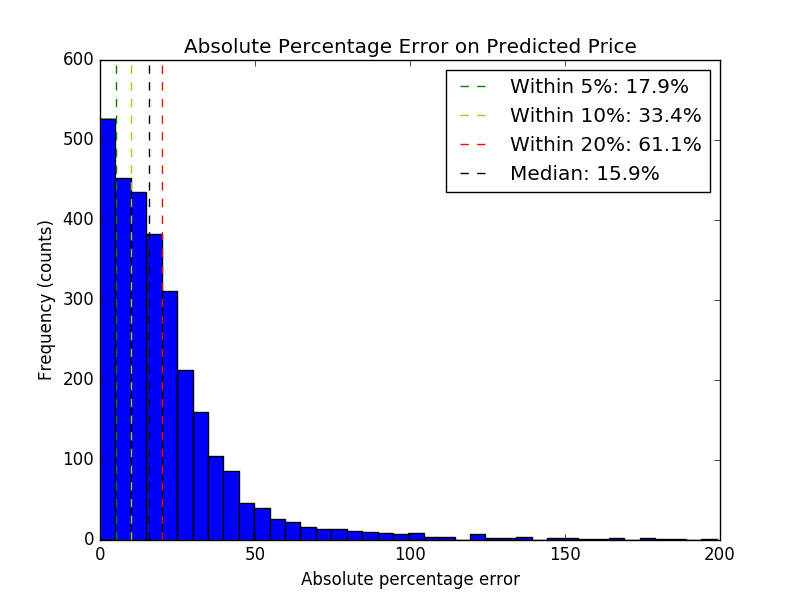 Absolute Percentage Error on Predicted Price
600
500
400
300
200
100
0
Frequency (counts)
Within 5%: 17.9%
Within 10%: 33.4%
Within 20%: 61.1%
Median: 15.9%
0 50 100 150 200
Absolute percentage error